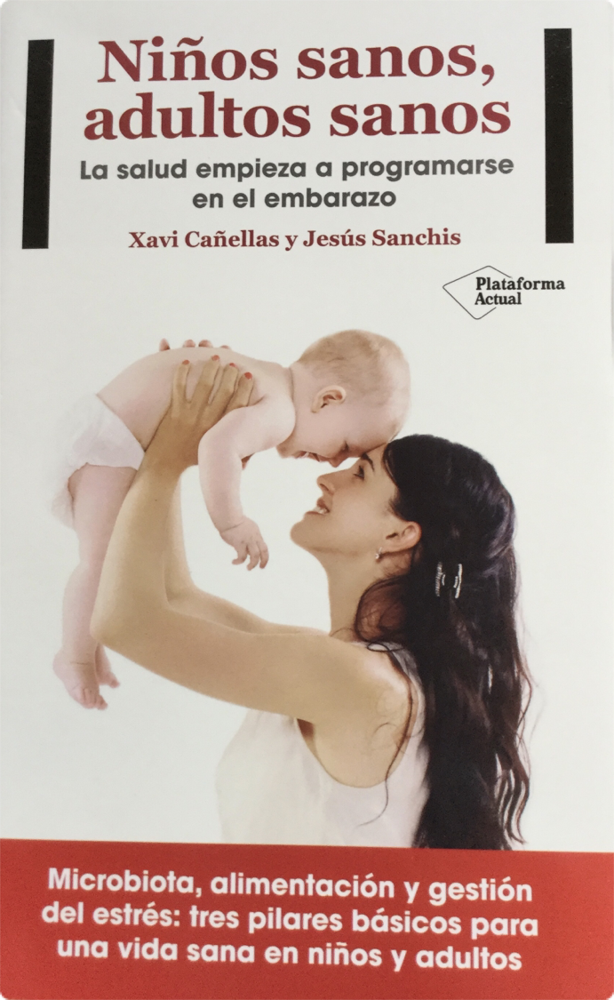 Niños sanos,
adultos sanos
La salud empieza a programarse
en el embarazo
Xavi Cañellas y Jesús Sanchis
Plataforma
Actual
Microbiota, alimentación y gestión
del estrés: tres pilares básicos para
una vida sana en niños y adultos